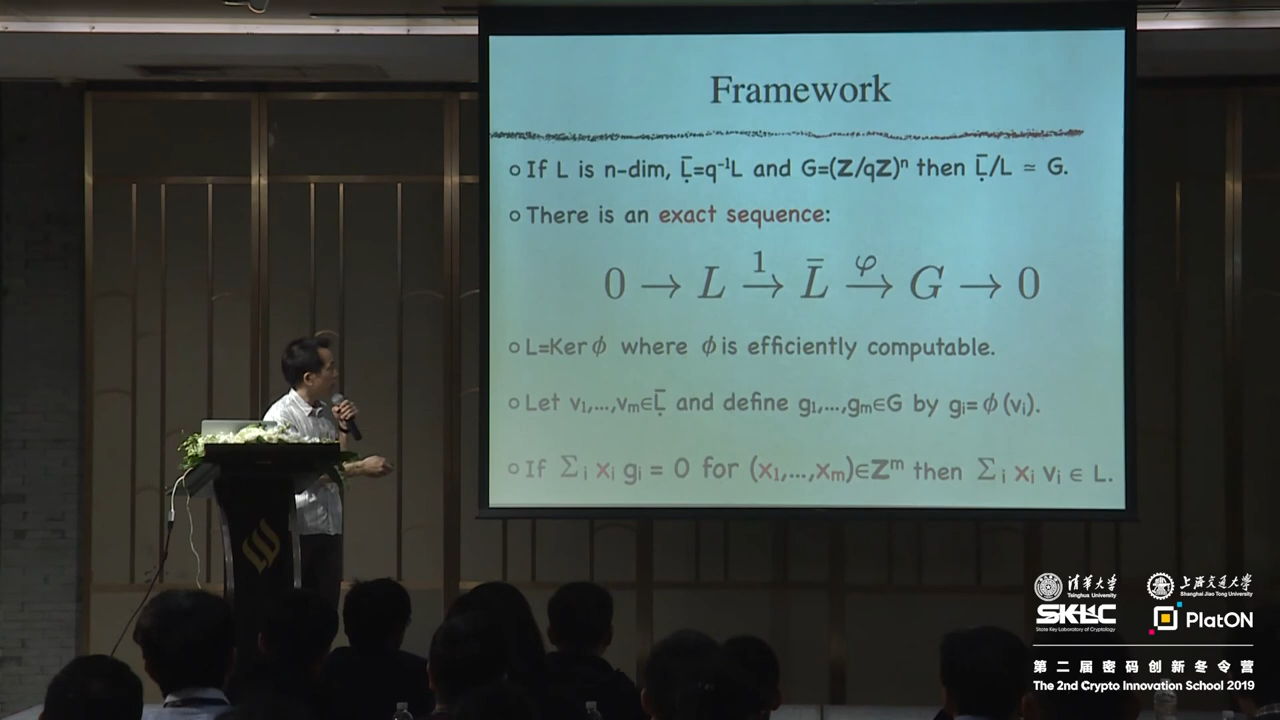 Framework
If L is n-dim, L̄=q⁻¹L and G=(Z/qZ)ⁿ then L̄/L ≃ G.
There is an exact sequence:
0 → L →¹ L̄ →ᵠ G → 0
L=Ker ϕ where ϕ is efficiently computable.
Let v₁,…,vₘ∈L̄ and define g₁,…,gₘ∈G by gᵢ= ϕ(vᵢ).
If Σᵢ xᵢ gᵢ = 0 for (x₁,…,xₘ)∈Zᵐ then Σᵢ xᵢ vᵢ ∈ L.
清华大学
Tsinghua University
上海交通大学
Shanghai Jiao Tong University
SKLC
State Key Laboratory of Cryptology
PlatON
第二届密码创新冬令营
The 2nd Crypto Innovation School 2019